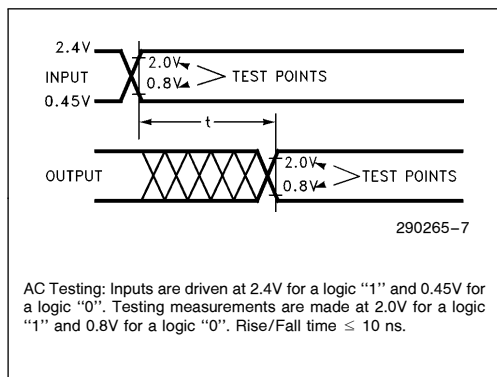 2.4V
2.0V
INPUT
TEST POINTS
0.8V
0.45V
t
2.0V
OUTPUT
TEST POINTS
0.8V
290265–7
AC Testing: Inputs are driven at 2.4V for a logic “1” and 0.45V for
a logic “0”. Testing measurements are made at 2.0V for a logic
“1” and 0.8V for a logic “0”. Rise/Fall time ≤ 10 ns.